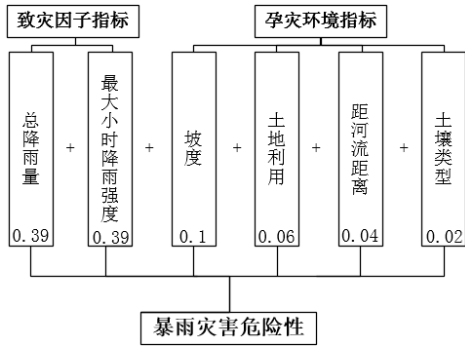 致灾因子指标
孕灾环境指标
总降雨量
0.39
+
最大小时降雨强度
0.39
+
坡度
0.1
+
土地利用
0.06
+
距河流距离
0.04
+
土壤类型
0.02
暴雨灾害危险性